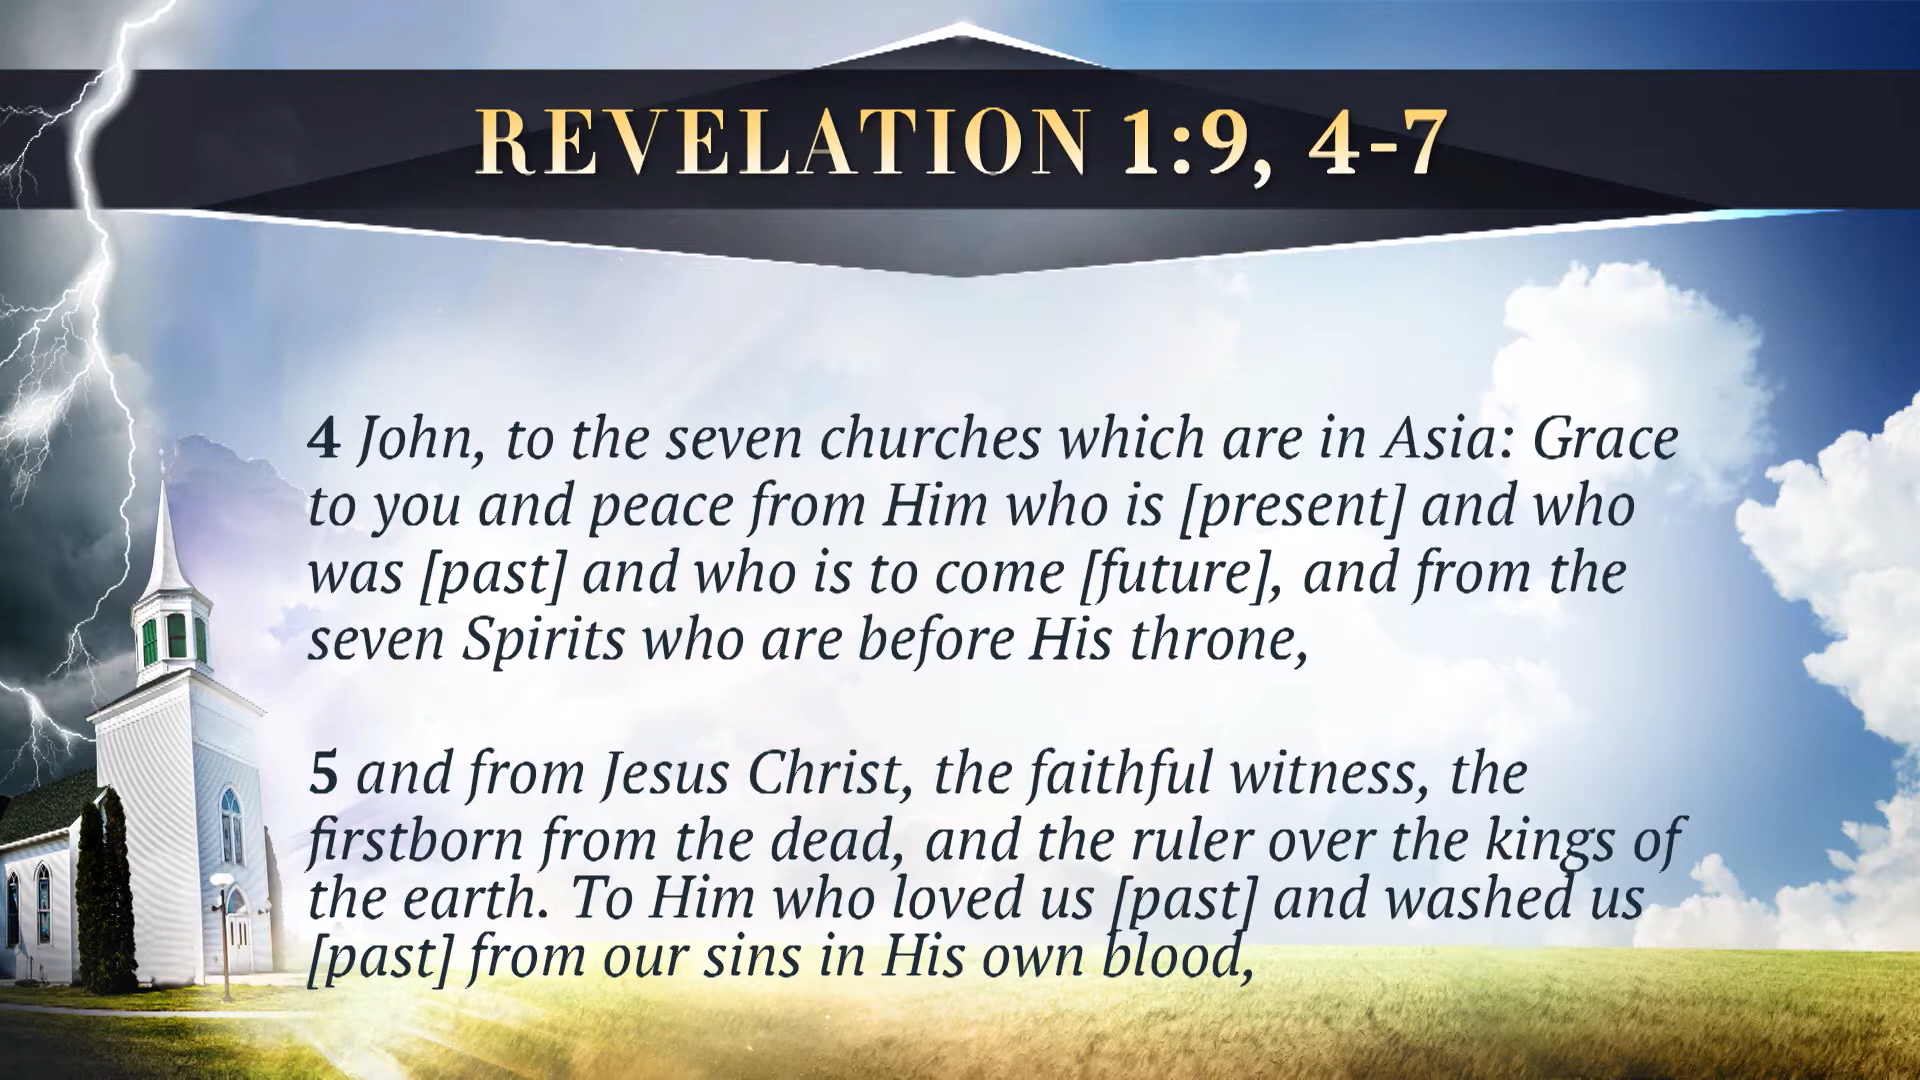 REVELATION 1:9, 4-7
4 John, to the seven churches which are in Asia: Grace
to you and peace from Him who is [present] and who
was [past] and who is to come [future], and from the
seven Spirits who are before His throne,
5 and from Jesus Christ, the faithful witness, the
firstborn from the dead, and the ruler over the kings of
the earth. To Him who loved us [past] and washed us
[past] from our sins in His own blood,